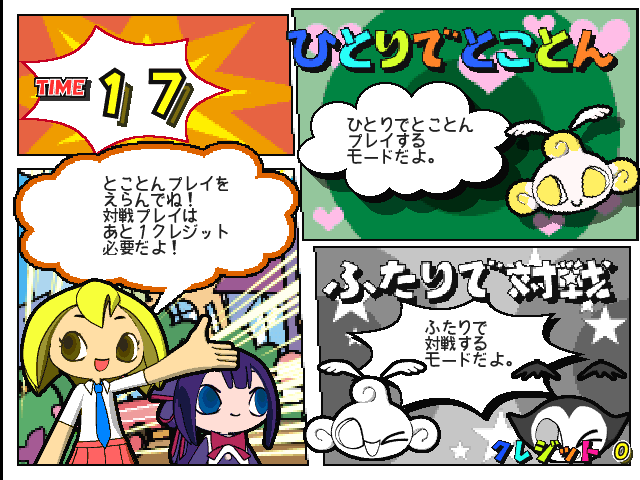 TIME 17
ひとりでとことん
ひとりでとことん
プレイする
モードだよ。
とことんプレイを
えらんでね！
対戦プレイは
あと１クレジット
必要だよ！
ふたりで対戦
ふたりで
対戦する
モードだよ。
クレジット 0